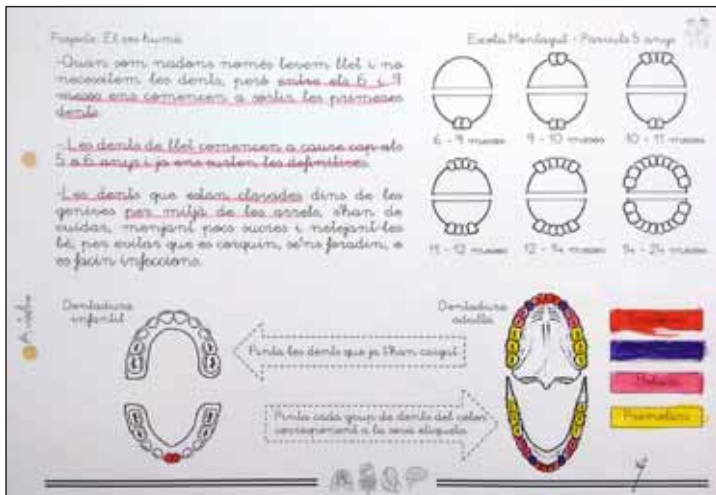 Projecte: El cos humà
Escola Montagut - Parvuls 5 anys
-Quan som nadons només bevem llet i no
necessitem les dents, però entre els 6 i 9
mesos ens comencen a sortir les primeres
dents.
-Les dents de llet comencen a caure cap els
5 o 6 anys i ja ens surten les definitives.
-Les dents que estan clavades dins de les
genives per mitjà de les arrels, s'han de
cuidar, menjant pocs sucres i netejant-les
bé, per evitar que es corquin, se'ns foradin, o
es facin infeccions.
6 - 9 mesos
9 - 10 mesos
10 - 11 mesos
11 - 12 mesos
12 - 14 mesos
14 - 24 mesos
Dentadura
infantil
Pinta les dents que ja t'han caigut
Dentadura
adulta
Pinta cada grup de dents del color
corresponent a la seva etiqueta.
Molars
Premolars